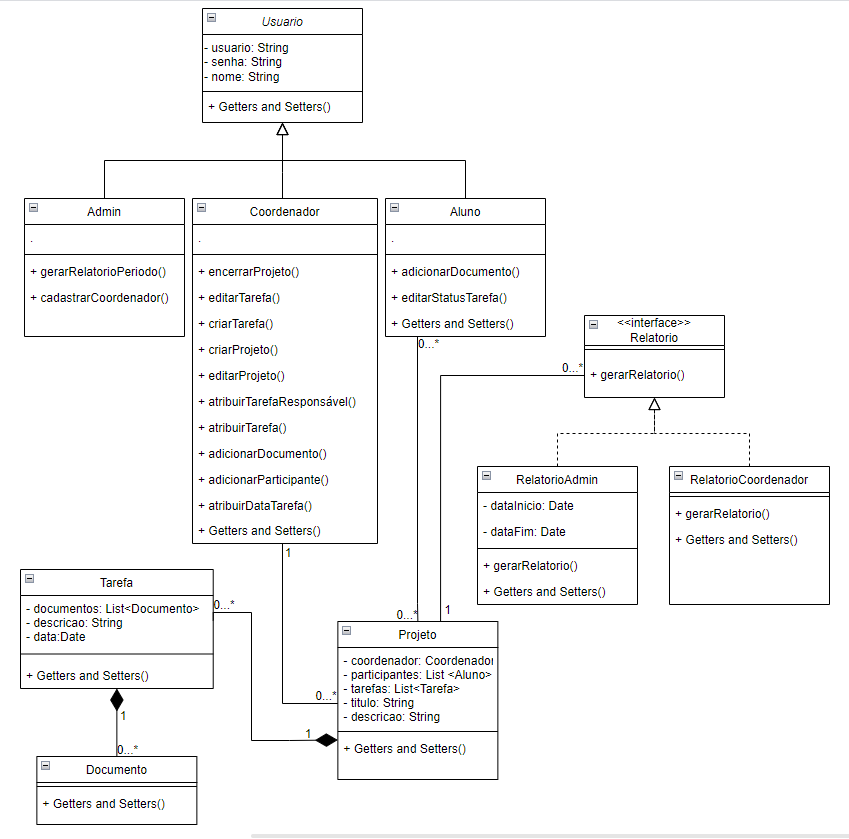 Usuario
- usuario: String
- senha: String
- nome: String
+ Getters and Setters()
Admin
.
+ gerarRelatorioPeriodo()
+ cadastrarCoordenador()
Coordenador
.
+ encerrarProjeto()
+ editarTarefa()
+ criarTarefa()
+ criarProjeto()
+ editarProjeto()
+ atribuirTarefaResponsável()
+ atribuirTarefa()
+ adicionarDocumento()
+ adicionarParticipante()
+ atribuirDataTarefa()
+ Getters and Setters()
1
Aluno
.
+ adicionarDocumento()
+ editarStatusTarefa()
+ Getters and Setters()
0...*
<<interface>>
Relatorio
0...*
+ gerarRelatorio()
RelatorioAdmin
- dataInicio: Date
- dataFim: Date
+ gerarRelatorio()
+ Getters and Setters()
RelatorioCoordenador
+ gerarRelatorio()
+ Getters and Setters()
Tarefa
- documentos: List<Documento>
- descricao: String
- data:Date
+ Getters and Setters()
0...*
1
0...*
Documento
+ Getters and Setters()
0...*
1
Projeto
- coordenador: Coordenador
- participantes: List <Aluno>
- tarefas: List<Tarefa>
- titulo: String
- descricao: String
+ Getters and Setters()
0...*
1